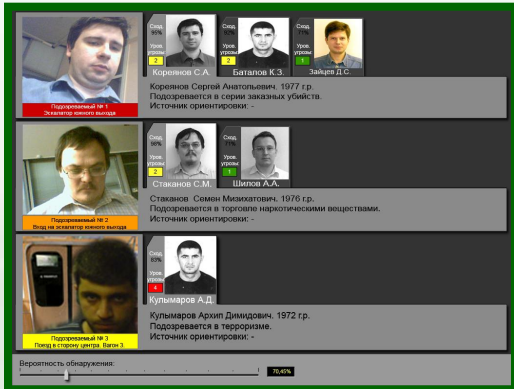 Сход. 95%
Уров. угрозы 2
Кореянов С.А.
Сход.
Уров. угрозы 2
Баталов К.З.
Сход. 71%
Уров. угрозы 1
Зайцев Д.С.
Подозреваемый № 1
Эскалатор южного выхода
Кореянов Сергей Анатольевич. 1977 г.р.
Подозревается в серии заказных убийств.
Источник ориентировки: -
Сход. 98%
Уров. угрозы 2
Стаканов С.М.
Сход. 71%
Уров. угрозы 1
Шилов А.А.
Подозреваемый № 2
Вход на эскалатор южного выхода
Стаканов Семен Мизихатович. 1976 г.р.
Подозревается в торговле наркотическими веществами.
Источник ориентировки: -
Сход. 83%
Уров. угрозы 4
Кулымаров А.Д.
Подозреваемый № 3
Поезд в сторону центра. Вагон 3.
Кулымаров Архип Димидович. 1972 г.р.
Подозревается в терроризме.
Источник ориентировки: -
Вероятность обнаружения:
70,45%